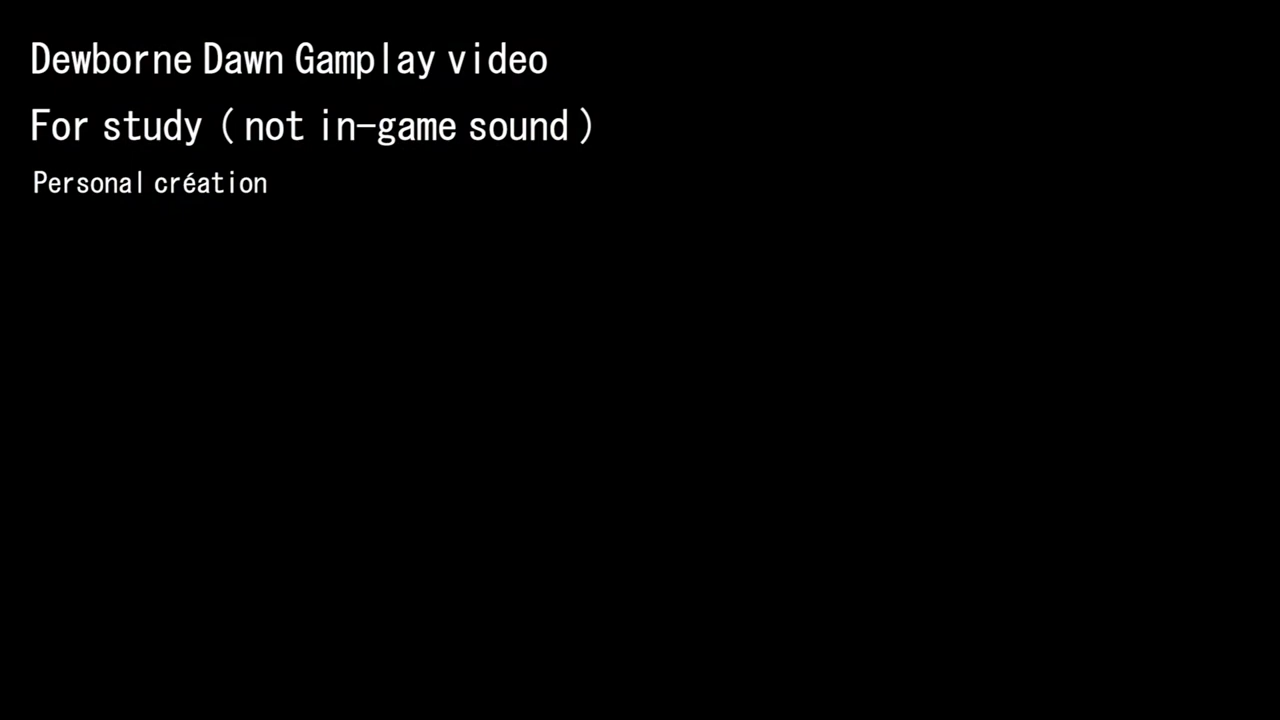 Dewborne Dawn Gamplay video
For study (not in-game sound)
Personal création